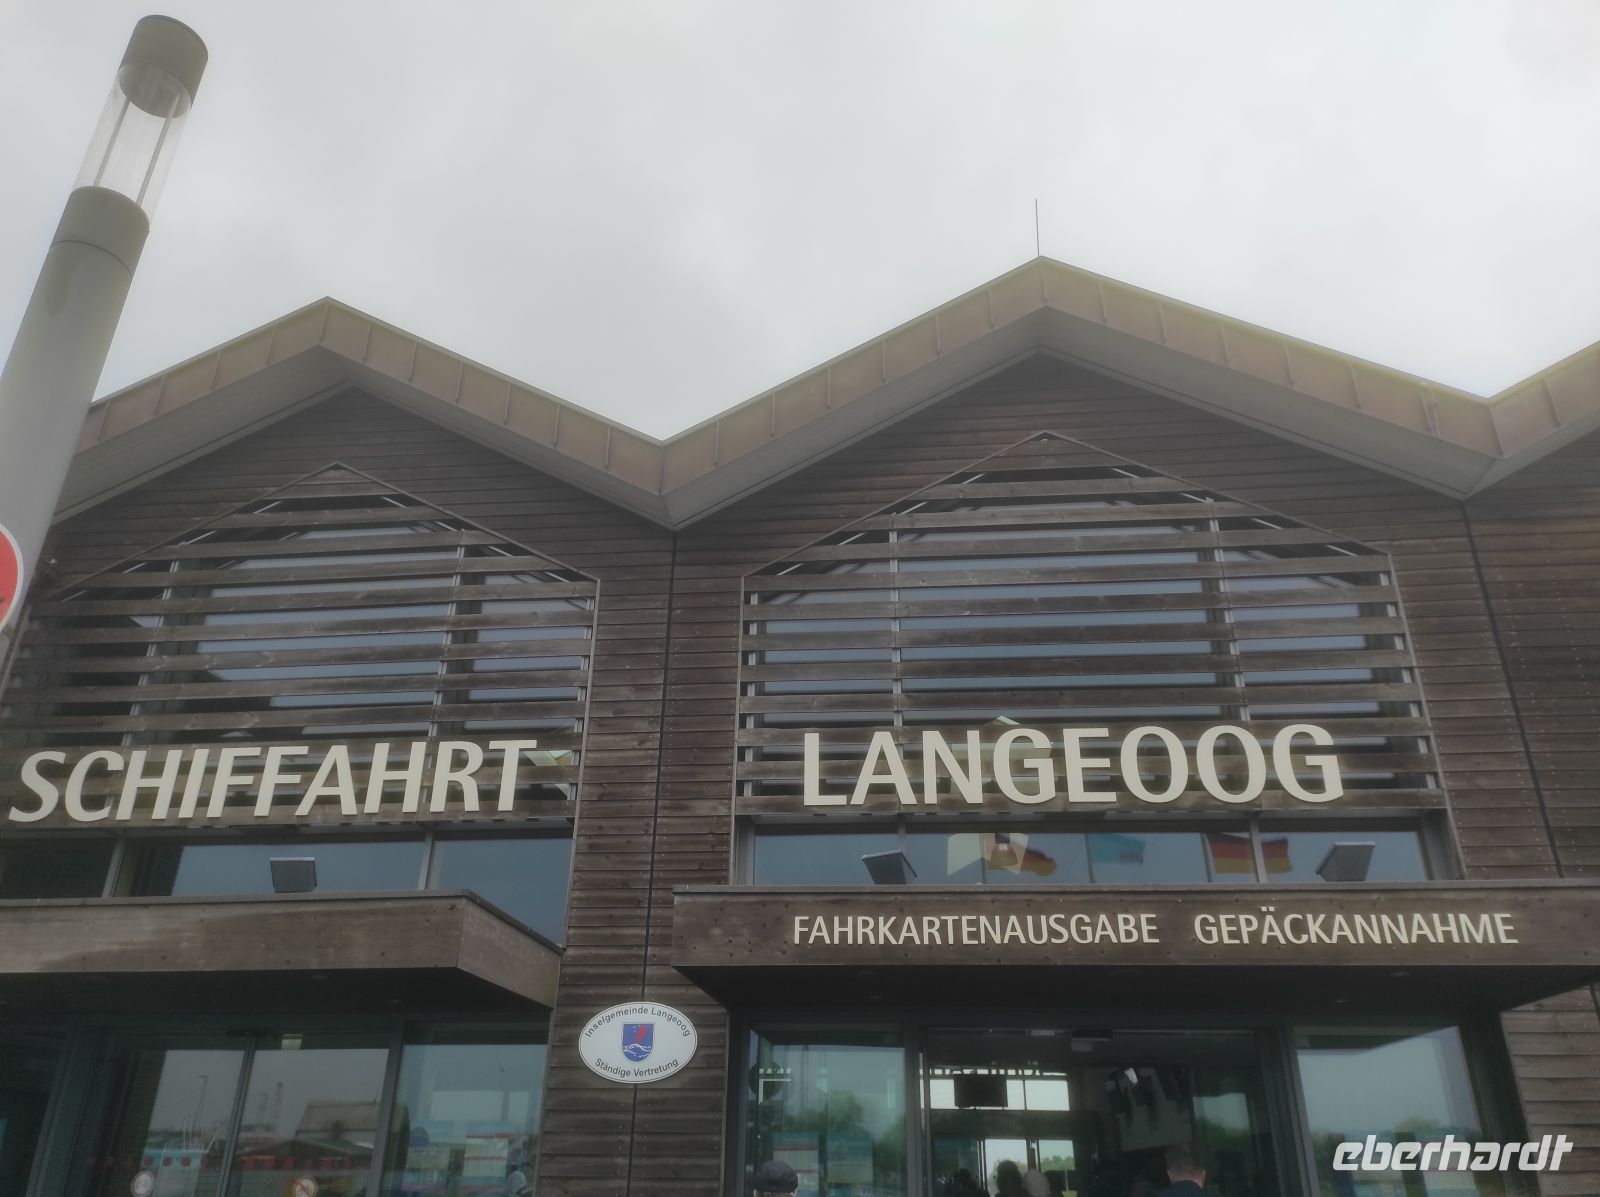 SCHIFFAHRT LANGEOOG
FAHRKARTENAUSGABE GEPÄCKANNAHME
Inselgemeinde Langeoog
Ständige Vertretung
eberhardt